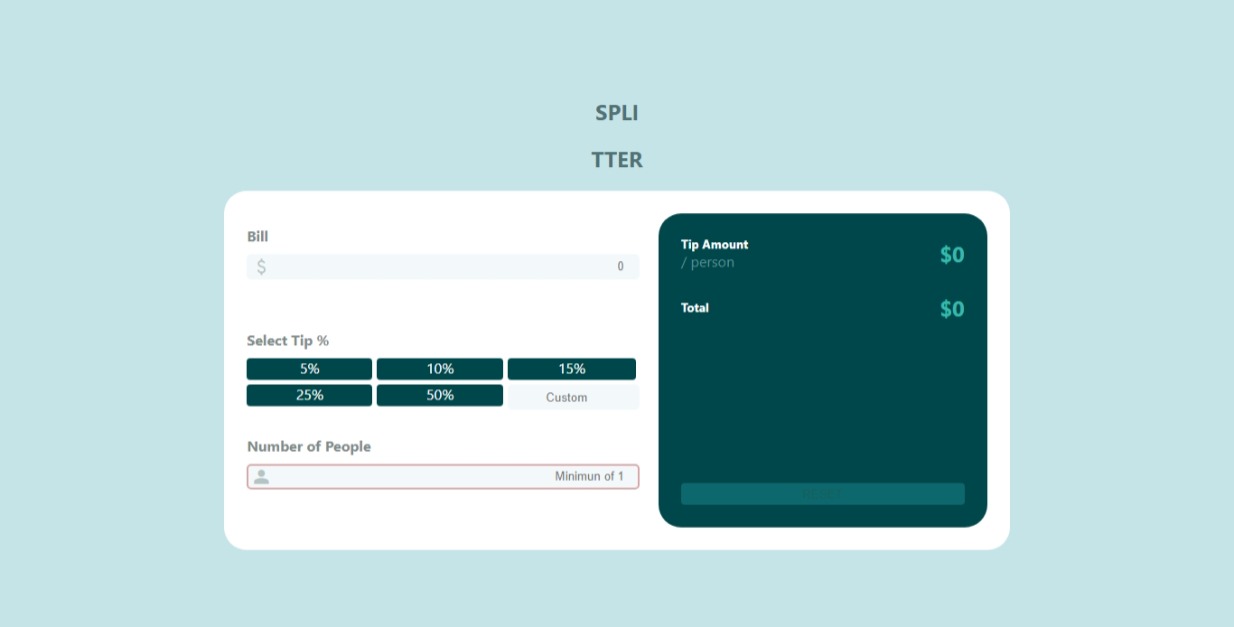 SPLI
TTER
Bill
$ 0
Select Tip %
5% 10% 15%
25% 50% Custom
Number of People
Minimun of 1
Tip Amount
/ person
$0
Total
$0